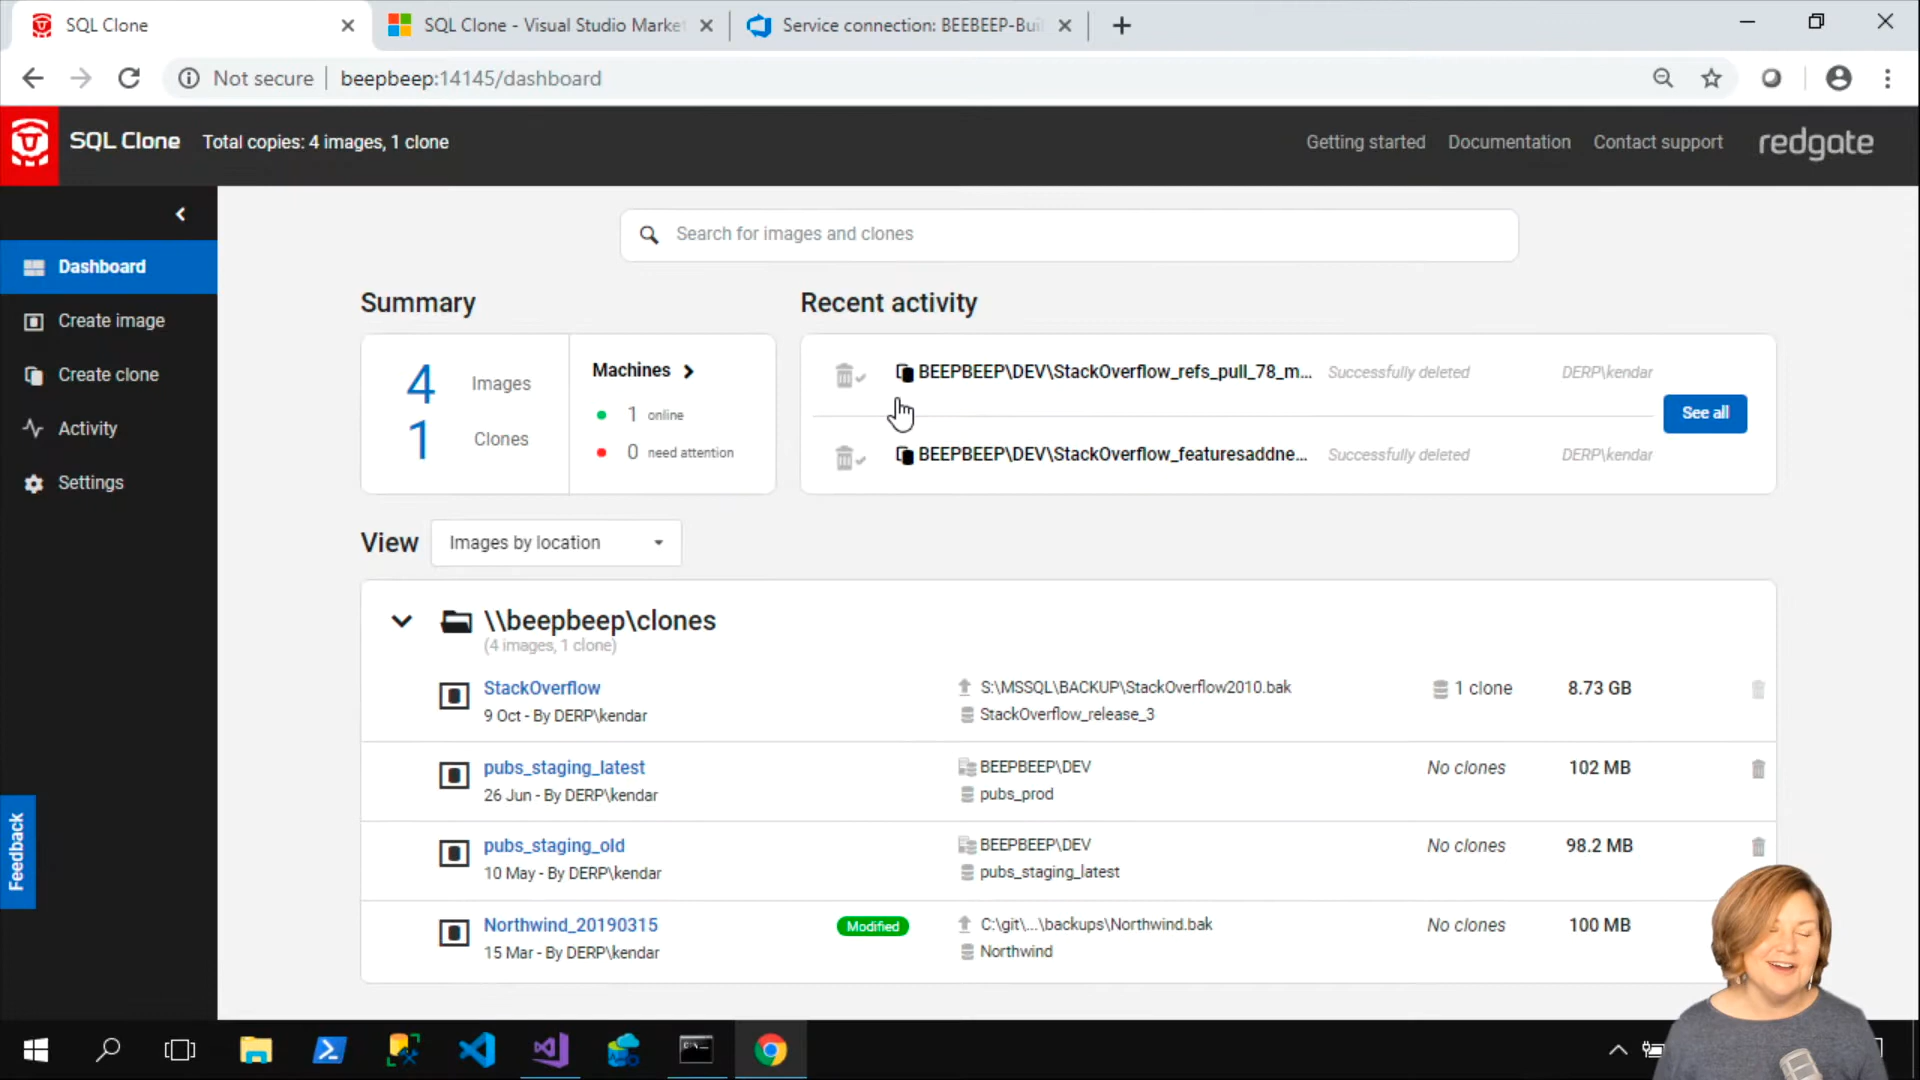 SQL Clone
SQL Clone - Visual Studio Market
Service connection: BEEBEEP-Buil
Not secure
beepbeep:14145/dashboard
SQL Clone
Total copies: 4 images, 1 clone
Getting started
Documentation
Contact support
redgate
Dashboard
Create image
Create clone
Activity
Settings
Feedback
Search for images and clones
Summary
4 Images
1 Clones
Machines
1 online
0 need attention
Recent activity
BEEPBEEP\DEV\StackOverflow_refs_pull_78_m... Successfully deleted DERP\kendar
See all
BEEPBEEP\DEV\StackOverflow_featuresaddne... Successfully deleted DERP\kendar
View
Images by location
\\beepbeep\clones
(4 images, 1 clone)
StackOverflow
9 Oct - By DERP\kendar
S:\MSSQL\BACKUP\StackOverflow2010.bak
StackOverflow_release_3
1 clone
8.73 GB
pubs_staging_latest
26 Jun - By DERP\kendar
BEEPBEEP\DEV
pubs_prod
No clones
102 MB
pubs_staging_old
10 May - By DERP\kendar
BEEPBEEP\DEV
pubs_staging_latest
No clones
98.2 MB
Northwind_20190315
15 Mar - By DERP\kendar
Modified
C:\git\...\backups\Northwind.bak
Northwind
No clones
100 MB